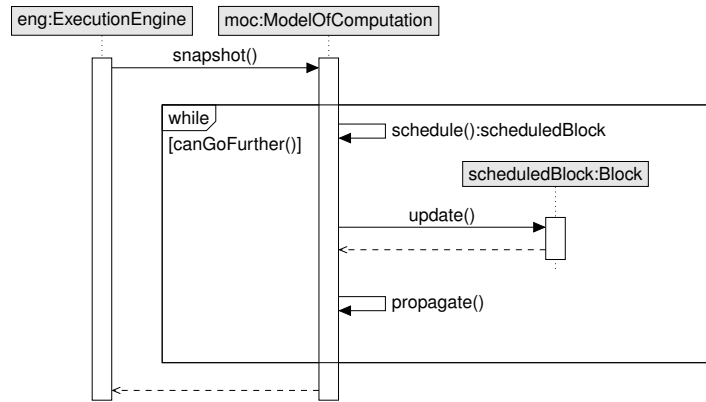 eng:ExecutionEngine
moc:ModelOfComputation
snapshot()
while
[canGoFurther()]
schedule():scheduledBlock
scheduledBlock:Block
update()
propagate()